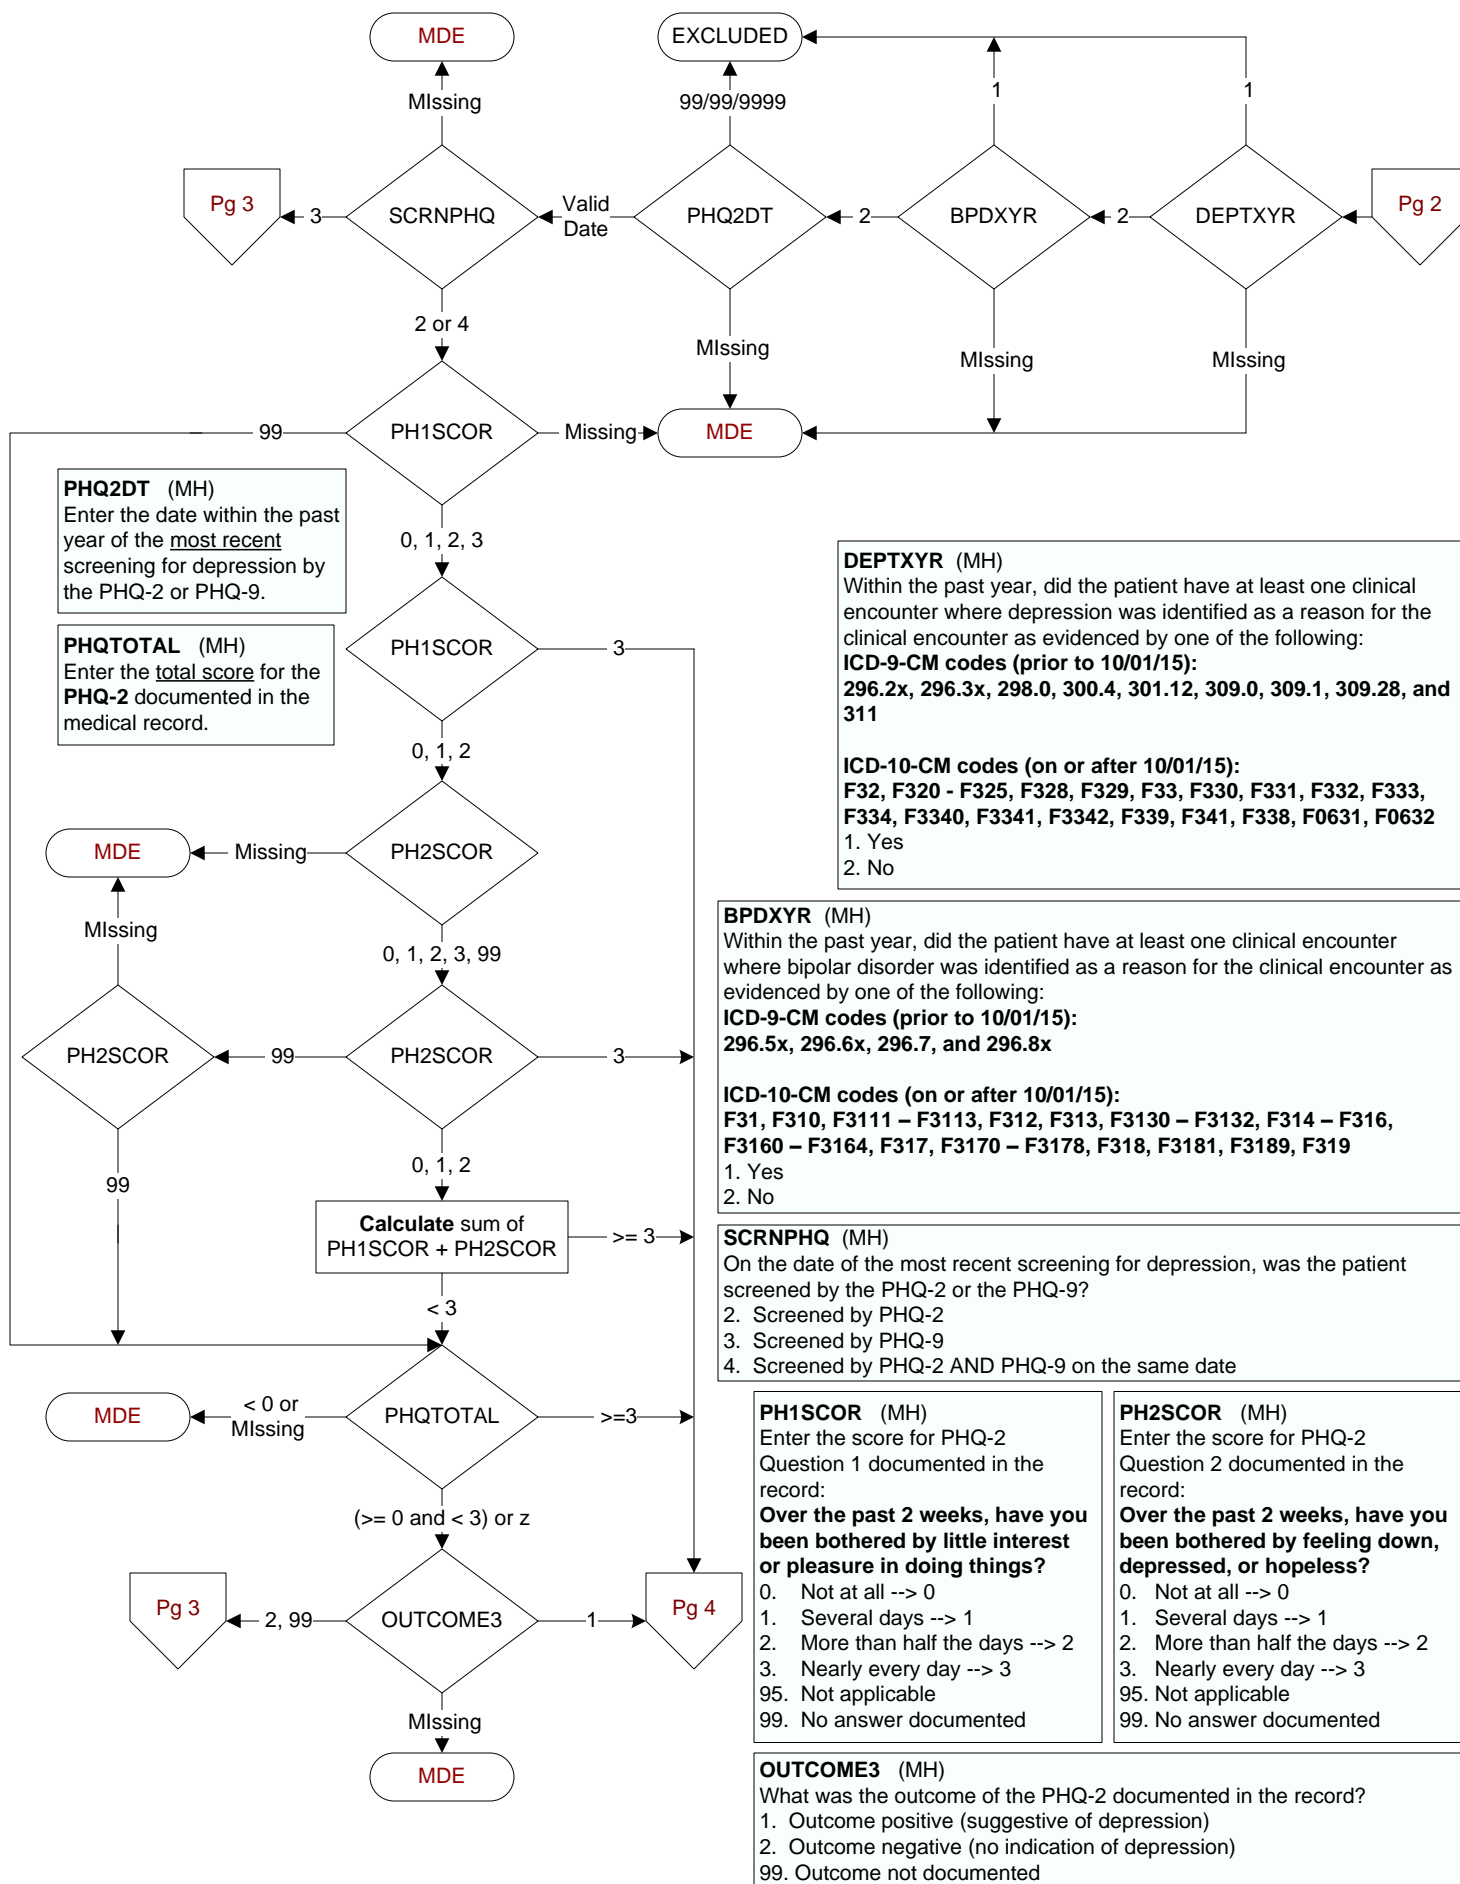 MDE
EXCLUDED
MIssing
99/99/9999
1
1
Pg 3
3
SCRNPHQ
Valid
Date
PHQ2DT
2
BPDXYR
2
DEPTXYR
Pg 2
2 or 4
MIssing
MIssing
MIssing
99
PH1SCOR
Missing
MDE
PHQ2DT (MH)
Enter the date within the past
year of the most recent
screening for depression by
the PHQ-2 or PHQ-9.
0, 1, 2, 3
PHQTOTAL (MH)
Enter the total score for the
PHQ-2 documented in the
medical record.
PH1SCOR
3
DEPTXYR (MH)
Within the past year, did the patient have at least one clinical
encounter where depression was identified as a reason for the
clinical encounter as evidenced by one of the following:
ICD-9-CM codes (prior to 10/01/15):
296.2x, 296.3x, 298.0, 300.4, 301.12, 309.0, 309.1, 309.28, and
311
ICD-10-CM codes (on or after 10/01/15):
F32, F320 - F325, F328, F329, F33, F330, F331, F332, F333,
F334, F3340, F3341, F3342, F339, F341, F338, F0631, F0632
1. Yes
2. No
0, 1, 2
MDE
Missing
PH2SCOR
MIssing
0, 1, 2, 3, 99
BPDXYR (MH)
Within the past year, did the patient have at least one clinical encounter
where bipolar disorder was identified as a reason for the clinical encounter as
evidenced by one of the following:
ICD-9-CM codes (prior to 10/01/15):
296.5x, 296.6x, 296.7, and 296.8x
ICD-10-CM codes (on or after 10/01/15):
F31, F310, F3111 – F3113, F312, F313, F3130 – F3132, F314 – F316,
F3160 – F3164, F317, F3170 – F3178, F318, F3181, F3189, F319
1. Yes
2. No
PH2SCOR
99
PH2SCOR
3
99
0, 1, 2
Calculate sum of
PH1SCOR + PH2SCOR
>= 3
< 3
SCRNPHQ (MH)
On the date of the most recent screening for depression, was the patient
screened by the PHQ-2 or the PHQ-9?
2. Screened by PHQ-2
3. Screened by PHQ-9
4. Screened by PHQ-2 AND PHQ-9 on the same date
MDE
< 0 or
MIssing
PHQTOTAL
>=3
(>= 0 and < 3) or z
PH1SCOR (MH)
Enter the score for PHQ-2
Question 1 documented in the
record:
Over the past 2 weeks, have you
been bothered by little interest
or pleasure in doing things?
0. Not at all --> 0
1. Several days --> 1
2. More than half the days --> 2
3. Nearly every day --> 3
95. Not applicable
99. No answer documented
PH2SCOR (MH)
Enter the score for PHQ-2
Question 2 documented in the
record:
Over the past 2 weeks, have you
been bothered by feeling down,
depressed, or hopeless?
0. Not at all --> 0
1. Several days --> 1
2. More than half the days --> 2
3. Nearly every day --> 3
95. Not applicable
99. No answer documented
Pg 3
2, 99
OUTCOME3
1
Pg 4
MIssing
MDE
OUTCOME3 (MH)
What was the outcome of the PHQ-2 documented in the record?
1. Outcome positive (suggestive of depression)
2. Outcome negative (no indication of depression)
99. Outcome not documented